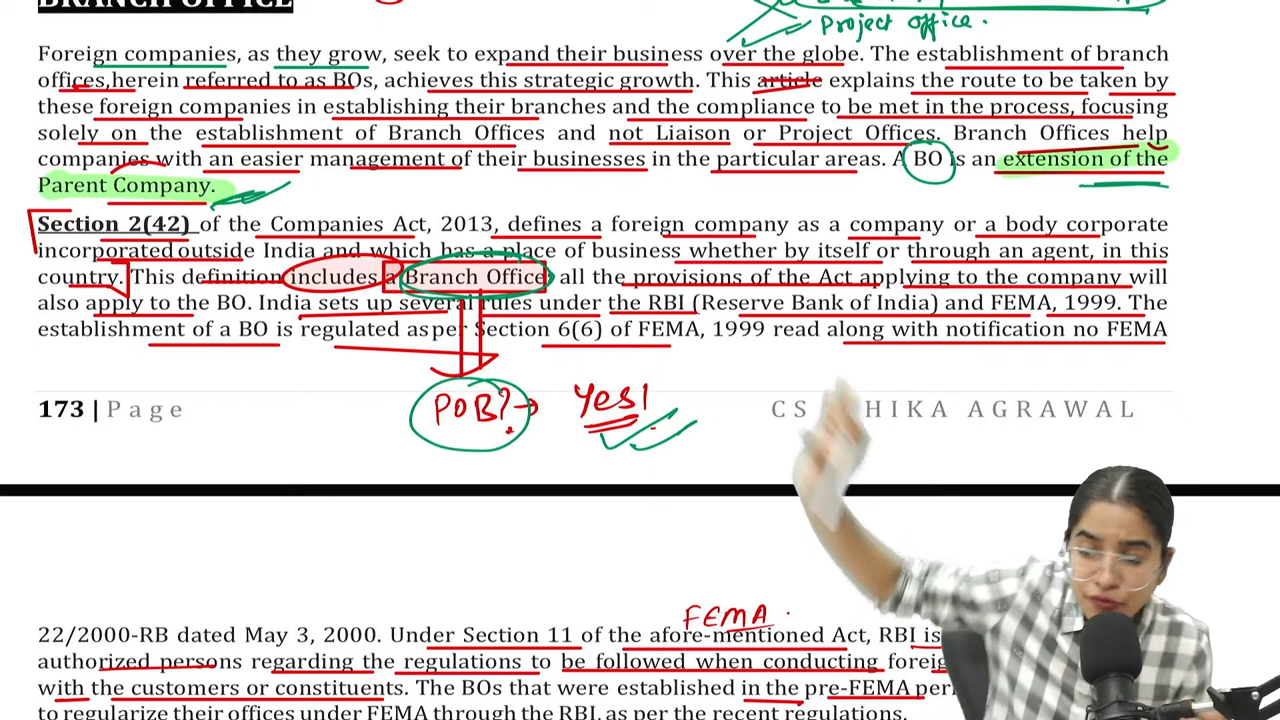 BRANCH OFFICE
Project office.
Foreign companies, as they grow, seek to expand their business over the globe. The establishment of branch
offices, herein referred to as BOs, achieves this strategic growth. This article explains the route to be taken by
these foreign companies in establishing their branches and the compliance to be met in the process, focusing
solely on the establishment of Branch Offices and not Liaison or Project Offices. Branch Offices help
companies with an easier management of their businesses in the particular areas. A BO is an extension of the
Parent Company.
Section 2(42) of the Companies Act, 2013, defines a foreign company as a company or a body corporate
incorporated outside India and which has a place of business whether by itself or through an agent, in this
country. This definition includes a Branch Office all the provisions of the Act applying to the company will
also apply to the BO. India sets up several rules under the RBI (Reserve Bank of India) and FEMA, 1999. The
establishment of a BO is regulated as per Section 6(6) of FEMA, 1999 read along with notification no FEMA
POB? → Yes!
173 | Page CS HIKA AGRAWAL
FEMA
22/2000-RB dated May 3, 2000. Under Section 11 of the afore-mentioned Act, RBI is
authorized persons regarding the regulations to be followed when conducting foreig
with the customers or constituents. The BOs that were established in the pre-FEMA per
to regularize their offices under FEMA through the RBI, as per the recent regulations.